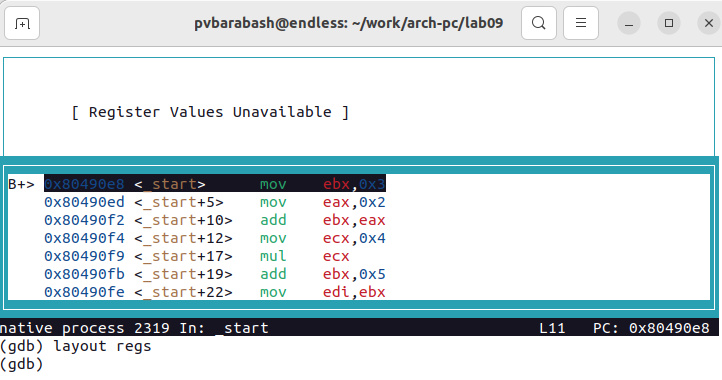 pvbarabash@endless: ~/work/arch-pc/lab09
[ Register Values Unavailable ]
B+> 0x80490e8 <_start> mov ebx,0x3
0x80490ed <_start+5> mov eax,0x2
0x80490f2 <_start+10> add ebx,eax
0x80490f4 <_start+12> mov ecx,0x4
0x80490f9 <_start+17> mul ecx
0x80490fb <_start+19> add ebx,0x5
0x80490fe <_start+22> mov edi,ebx
native process 2319 In: _start L11 PC: 0x80490e8
(gdb) layout regs
(gdb)